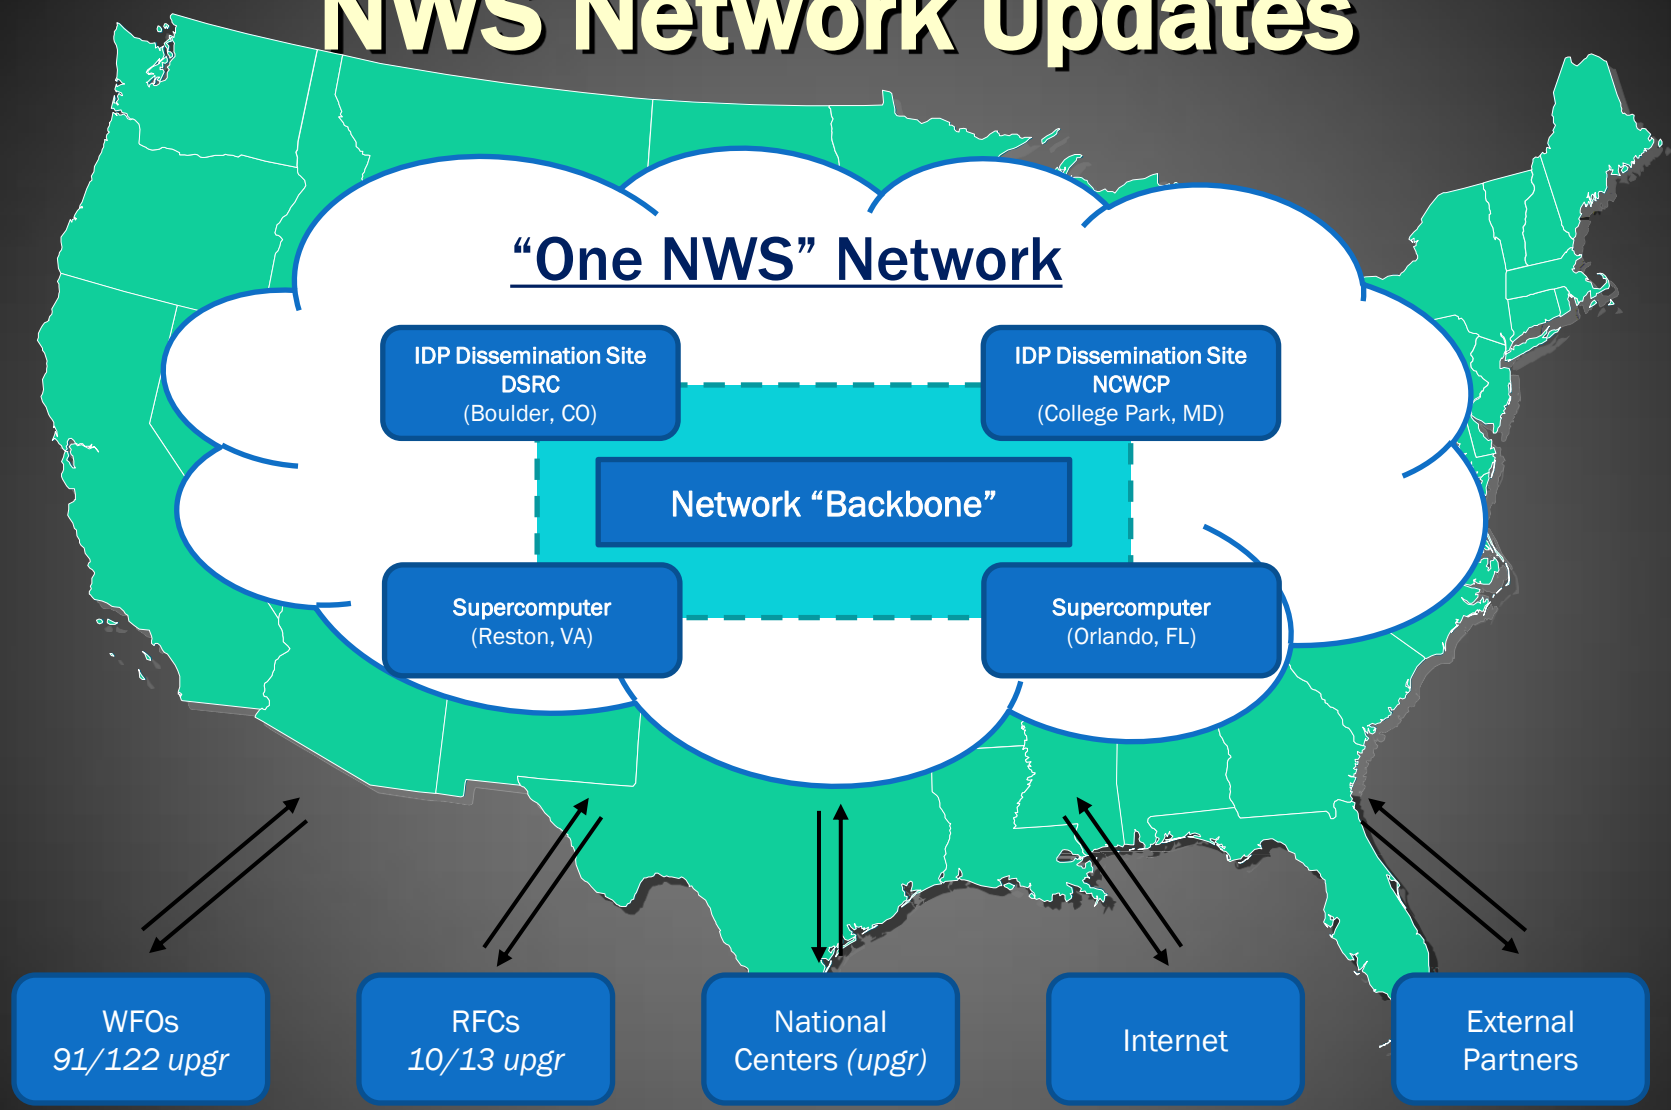 NWS Network Updates
“One NWS” Network
IDP Dissemination Site
DSRC
(Boulder, CO)
IDP Dissemination Site
NCWCP
(College Park, MD)
Network “Backbone”
Supercomputer
(Reston, VA)
Supercomputer
(Orlando, FL)
WFOs
91/122 upgr
RFCs
10/13 upgr
National
Centers (upgr)
Internet
External
Partners